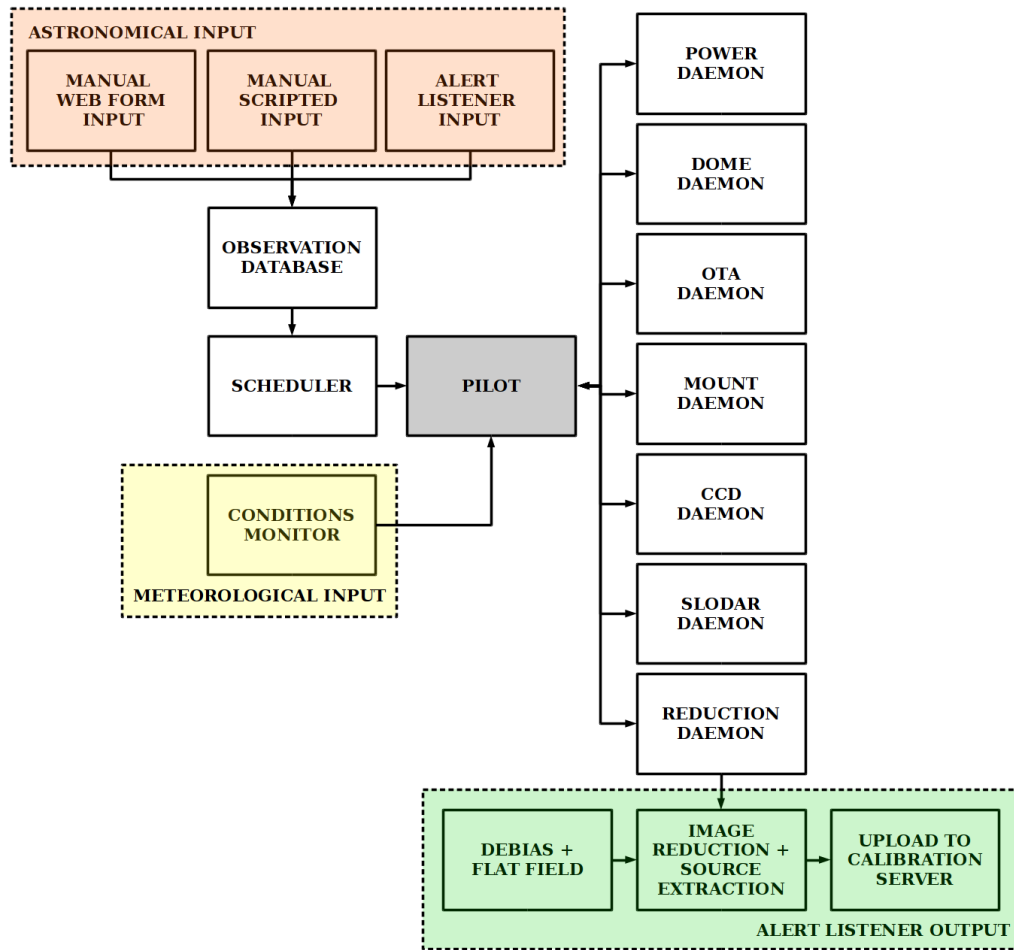 ASTRONOMICAL INPUT
MANUAL
WEB FORM
INPUT
MANUAL
SCRIPTED
INPUT
ALERT
LISTENER
INPUT
OBSERVATION
DATABASE
SCHEDULER
PILOT
CONDITIONS
MONITOR
METEOROLOGICAL INPUT
POWER
DAEMON
DOME
DAEMON
OTA
DAEMON
MOUNT
DAEMON
CCD
DAEMON
SLODAR
DAEMON
REDUCTION
DAEMON
DEBIAS +
FLAT FIELD
IMAGE
REDUCTION +
SOURCE
EXTRACTION
UPLOAD TO
CALIBRATION
SERVER
ALERT LISTENER OUTPUT